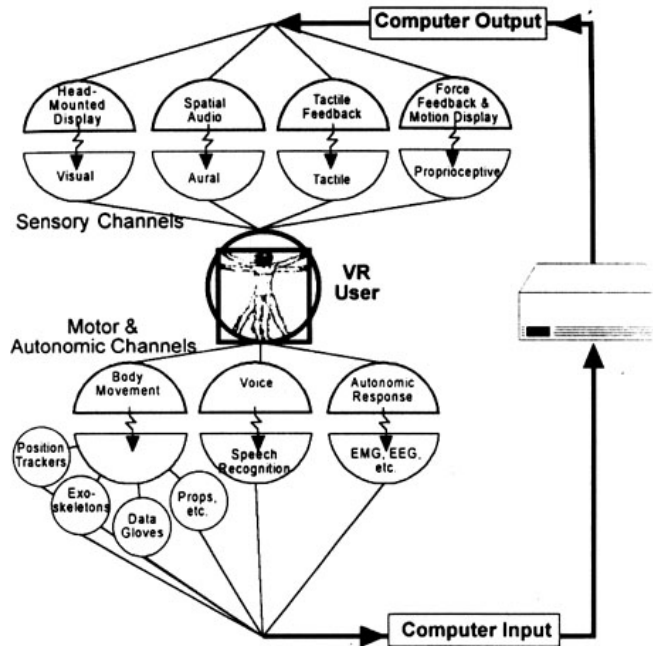 Computer Output
Head-
Mounted
Display
Spatial
Audio
Tactile
Feedback
Force
Feedback &
Motion Display
Visual
Aural
Tactile
Proprioceptive
Sensory Channels
VR
User
Motor &
Autonomic Channels
Body
Movement
Voice
Autonomic
Response
Position
Trackers
Exo-
skeletons
Data
Gloves
Props,
etc.
Speech
Recognition
EMG, EEG,
etc.
Computer Input